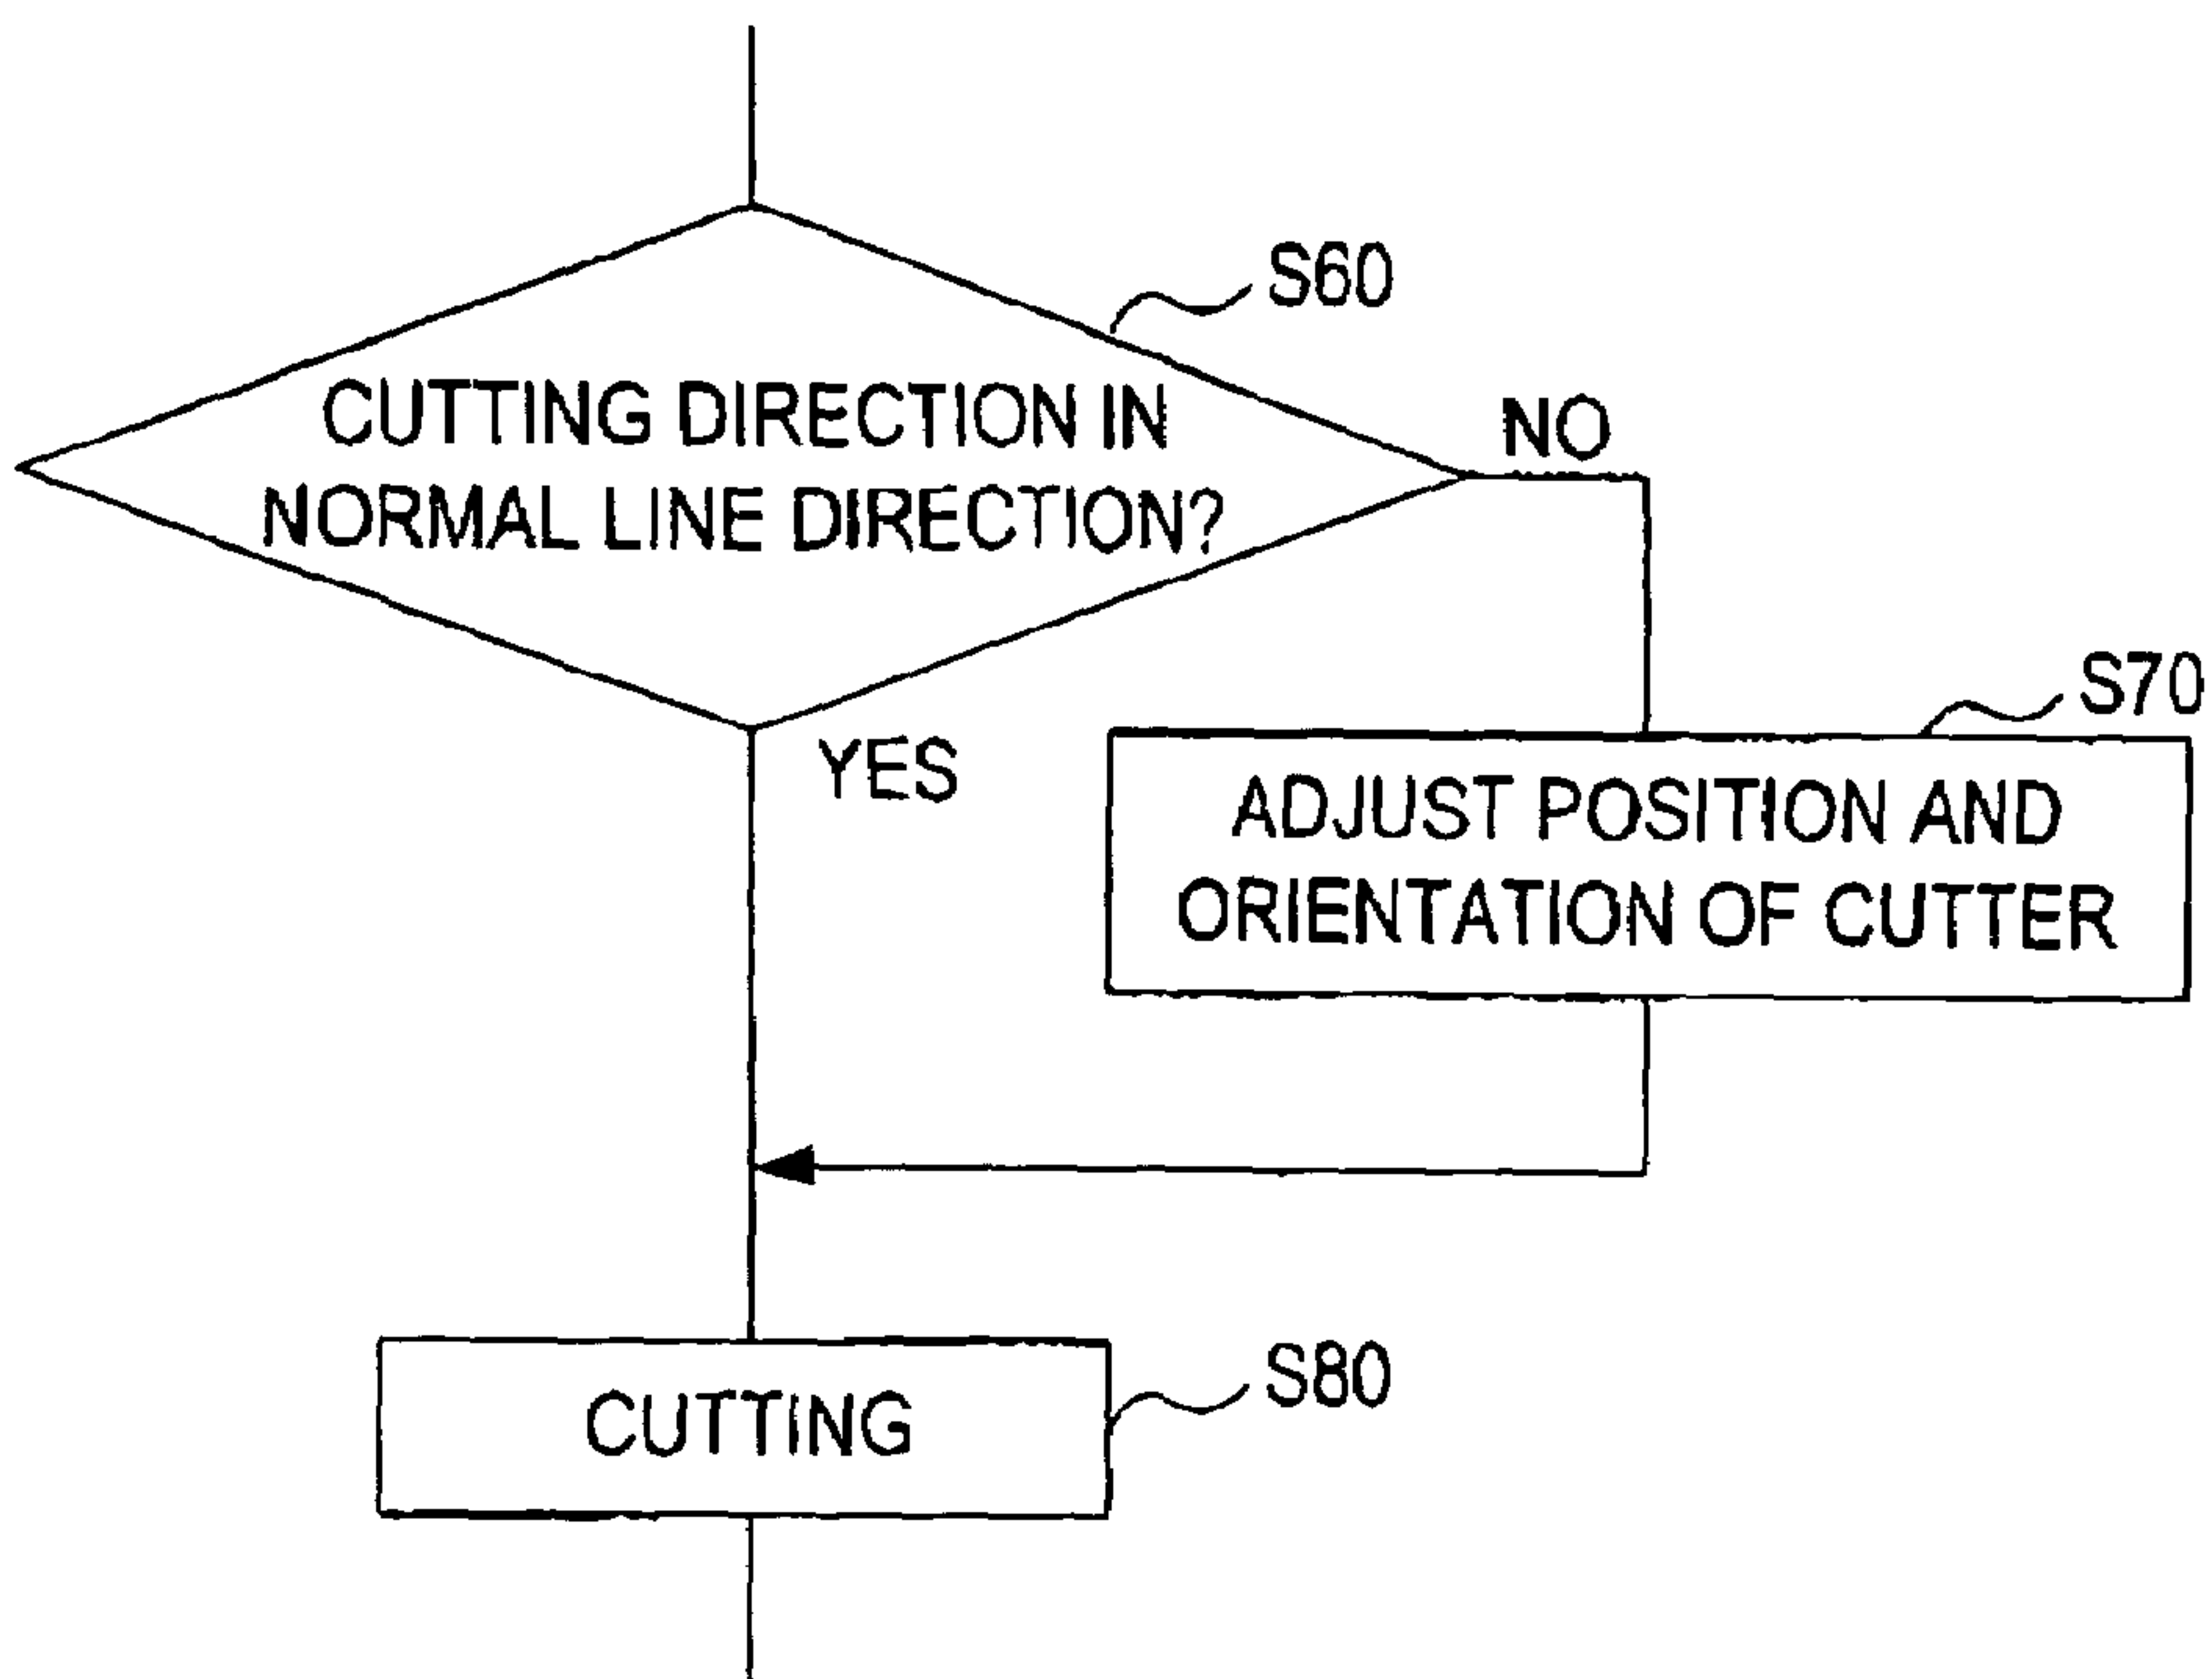 S60
CUTTING DIRECTION IN
NORMAL LINE DIRECTION?
NO
YES
S70
ADJUST POSITION AND
ORIENTATION OF CUTTER
S80
CUTTING